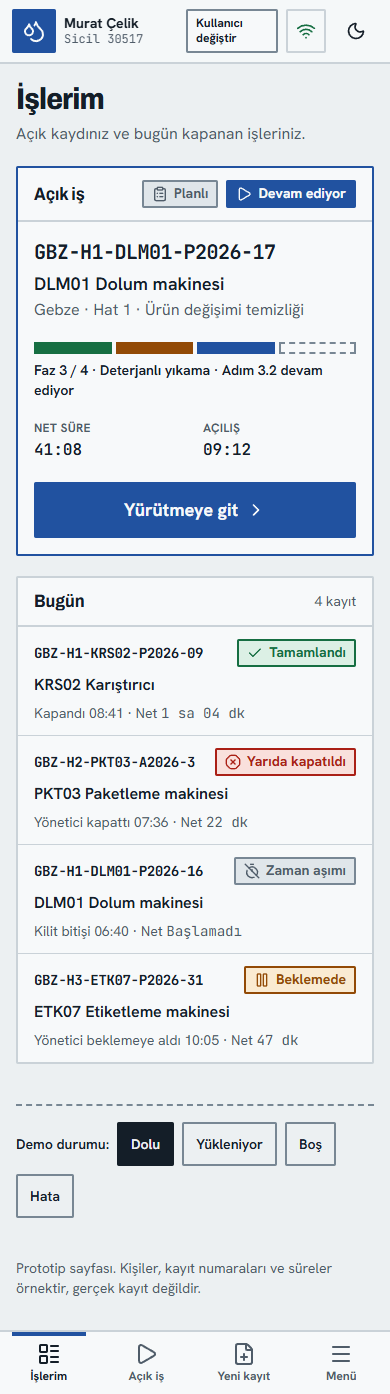 Murat Çelik
Sicil 30517
Kullanıcı
değiştir
İşlerim
Açık kaydınız ve bugün kapanan işleriniz.
Açık iş
Planlı
Devam ediyor
GBZ-H1-DLM01-P2026-17
DLM01 Dolum makinesi
Gebze · Hat 1 · Ürün değişimi temizliği
Faz 3 / 4 · Deterjanlı yıkama · Adım 3.2 devam
ediyor
NET SÜRE
AÇILIŞ
41:08
09:12
Yürütmeye git
Bugün
4 kayıt
GBZ-H1-KRS02-P2026-09
Tamamlandı
KRS02 Karıştırıcı
Kapandı 08:41 · Net 1 sa 04 dk
GBZ-H2-PKT03-A2026-3
Yarıda kapatıldı
PKT03 Paketleme makinesi
Yönetici kapattı 07:36 · Net 22 dk
GBZ-H1-DLM01-P2026-16
Zaman aşımı
DLM01 Dolum makinesi
Kilit bitişi 06:40 · Net Başlamadı
GBZ-H3-ETK07-P2026-31
Beklemede
ETK07 Etiketleme makinesi
Yönetici beklemeye aldı 10:05 · Net 47 dk
Demo durumu:
Dolu
Yükleniyor
Boş
Hata
Prototip sayfası. Kişiler, kayıt numaraları ve süreler
örnektir, gerçek kayıt değildir.
İşlerim
Açık iş
Yeni kayıt
Menü